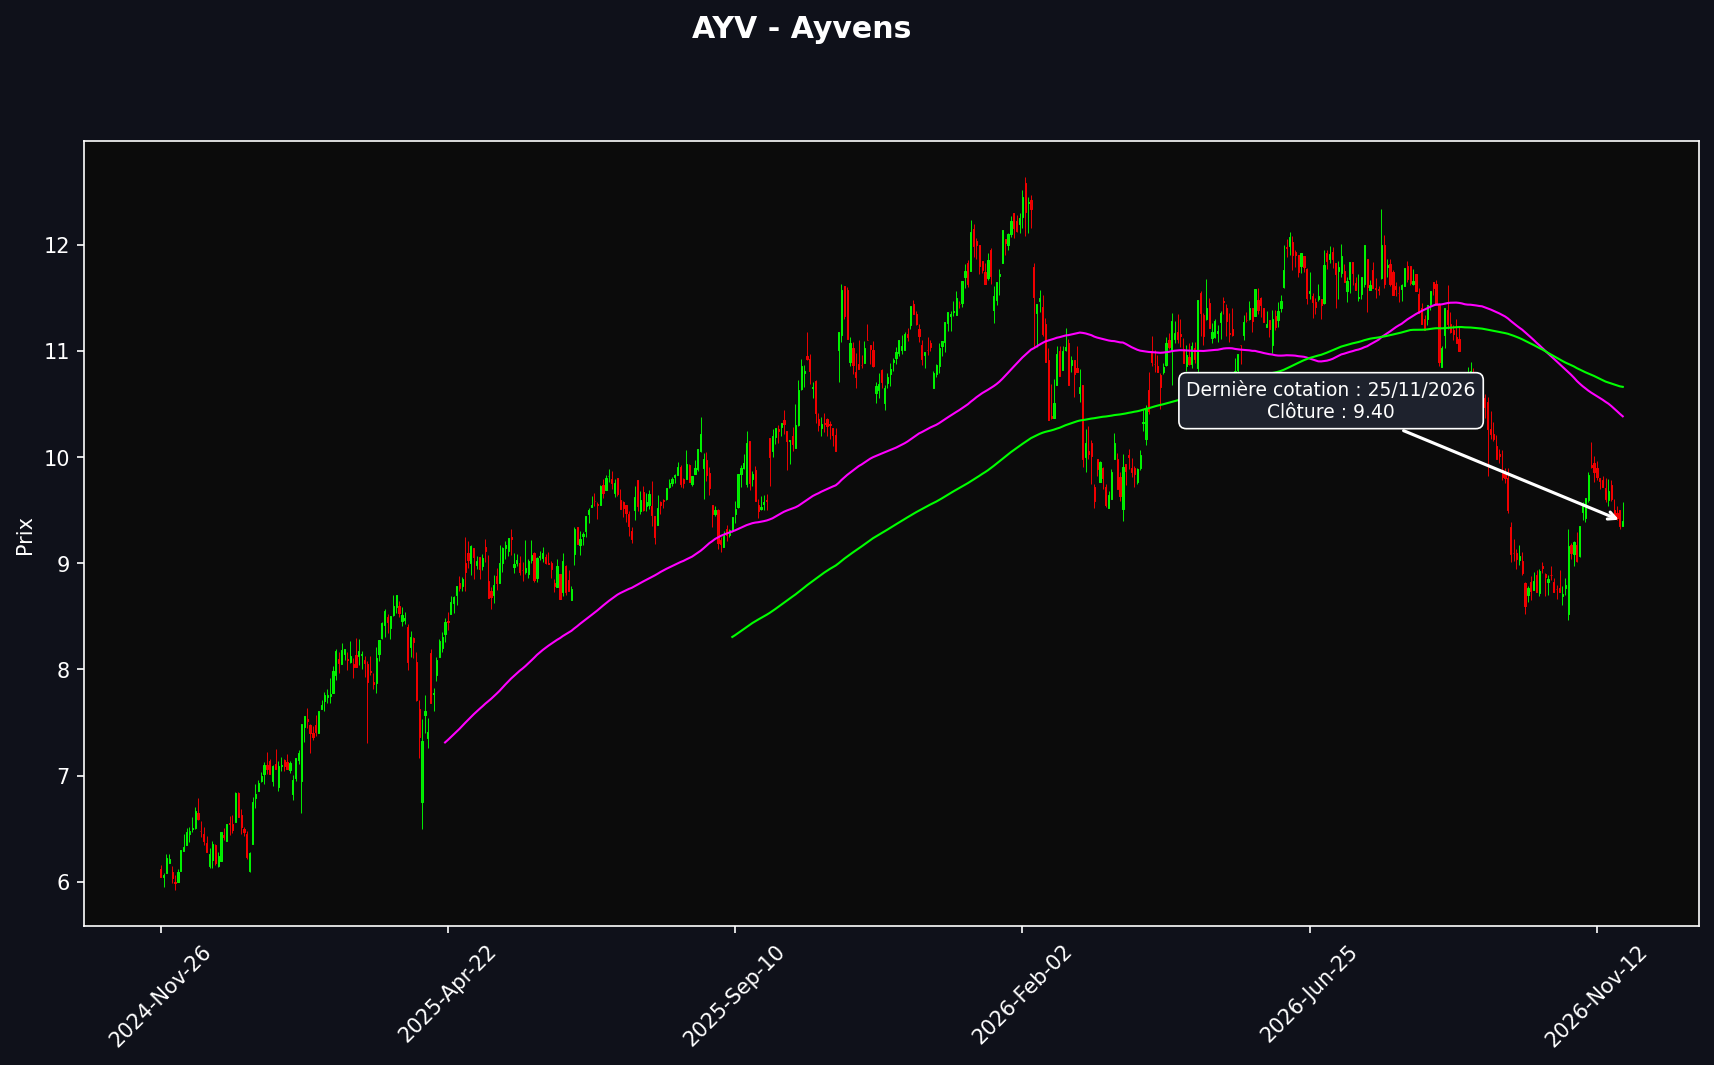 AYV - Ayvens
Prix
12
11
10
9
8
7
6
Dernière cotation : 25/11/2026
Clôture : 9.40
2024-Nov-26
2025-Apr-22
2025-Sep-10
2026-Feb-02
2026-Jun-25
2026-Nov-12